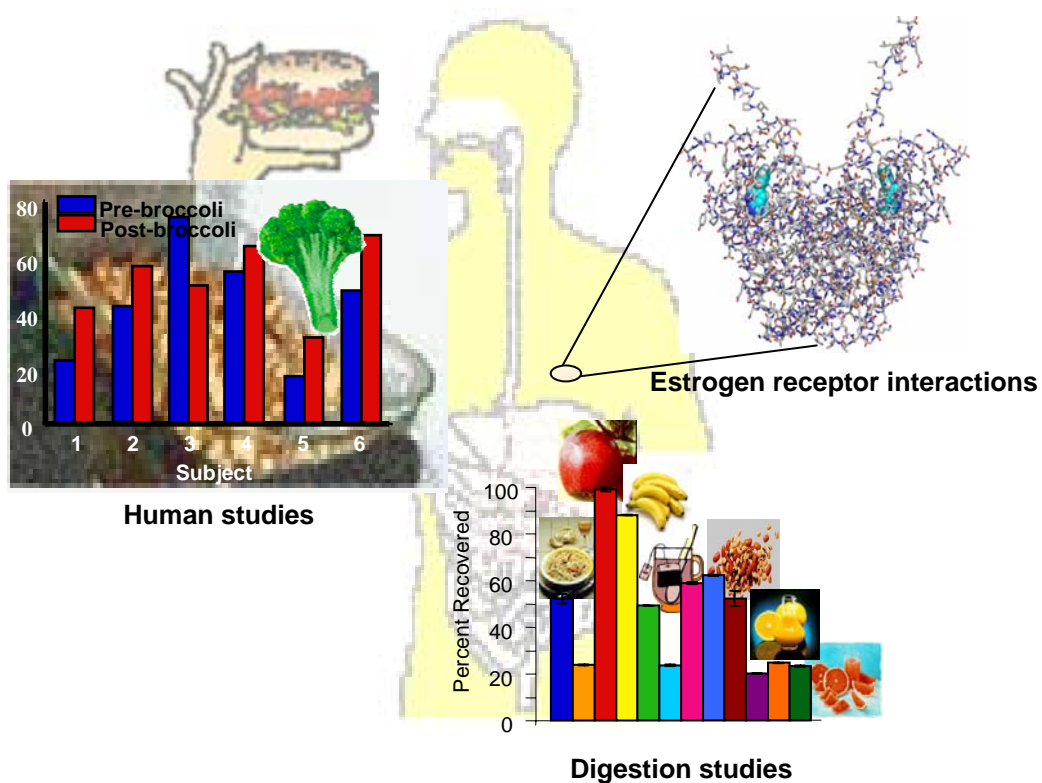 80
60
40
20
0
Pre-broccoli
Post-broccoli
1 2 3 4 5 6
Subject
Human studies
Estrogen receptor interactions
Percent Recovered
100
80
60
40
20
0
Digestion studies